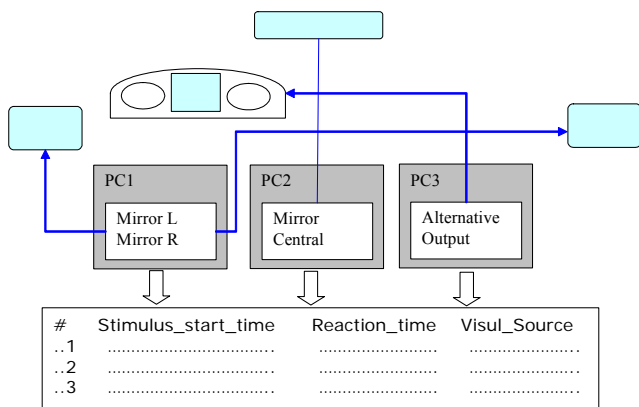 PC1
Mirror L
Mirror R
PC2
Mirror
Central
PC3
Alternative
Output
# Stimulus_start_time Reaction_time Visul_Source
..1 ...................................... ........................... ..........................
..2 ...................................... ........................... ..........................
..3 ...................................... ........................... ..........................